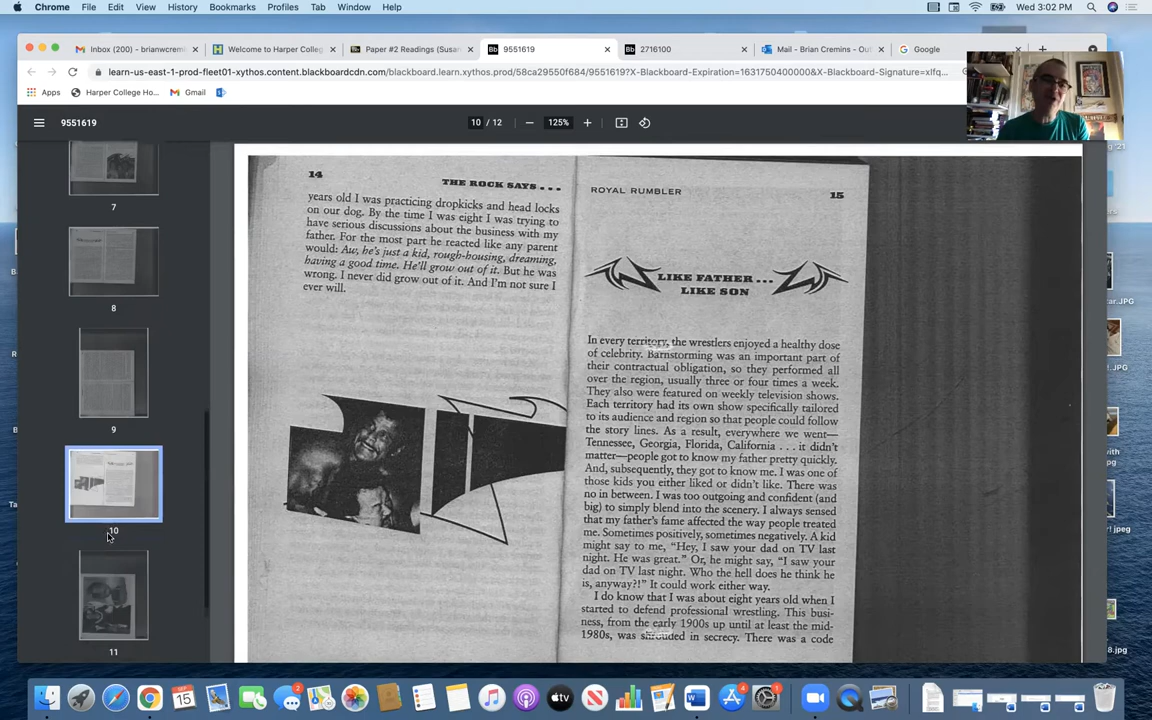 Chrome File Edit View History Bookmarks Profiles Tab Window Help
Wed 3:02 PM
Inbox (200) - brianwcremi
Welcome to Harper Colleg
Paper #2 Readings (Susan
9551619
2716100
Mail - Brian Cremins - Out
Google
learn-us-east-1-prod-fleet01-xythos.content.blackboardcdn.com/blackboard.learn.xythos.prod/58ca29550f684/9551619?X-Blackboard-Expiration=1631750400000&X-Blackboard-Signature=xlfq...
Apps
Harper College Ho...
Gmail
9551619
10 / 12
125%
7
8
9
10
11
14
THE ROCK SAYS...
years old I was practicing dropkicks and head locks
on our dog. By the time I was eight I was trying to
have serious discussions about the business with my
father. For the most part he reacted like any parent
would: Aw, he's just a kid, rough-housing, dreaming,
having a good time. He'll grow out of it. But he was
wrong. I never did grow out of it. And I'm not sure I
ever will.
ROYAL RUMBLER
15
LIKE FATHER...
LIKE SON
In every territory, the wrestlers enjoyed a healthy dose
of celebrity. Barnstorming was an important part of
their contractual obligation, so they performed all
over the region, usually three or four times a week.
They also were featured on weekly television shows.
Each territory had its own show specifically tailored
to its audience and region so that people could follow
the story lines. As a result, everywhere we went—
Tennessee, Georgia, Florida, California . . . it didn't
matter—people got to know my father pretty quickly.
And, subsequently, they got to know me. I was one of
those kids you either liked or didn't like. There was
no in between. I was too outgoing and confident (and
big) to simply blend into the scenery. I always sensed
that my father's fame affected the way people treated
me. Sometimes positively, sometimes negatively. A kid
might say to me, "Hey, I saw your dad on TV last
night. He was great." Or, he might say, "I saw your
dad on TV last night. Who the hell does he think he
is, anyway?!" It could work either way.
I do know that I was about eight years old when I
started to defend professional wrestling. This busi-
ness, from the early 1900s up until at least the mid-
1980s, was shrouded in secrecy. There was a code
tar.JPG
.JPG
with
jpg
rl jpeg
8.jpg
SEP
15
2
tv
4
1